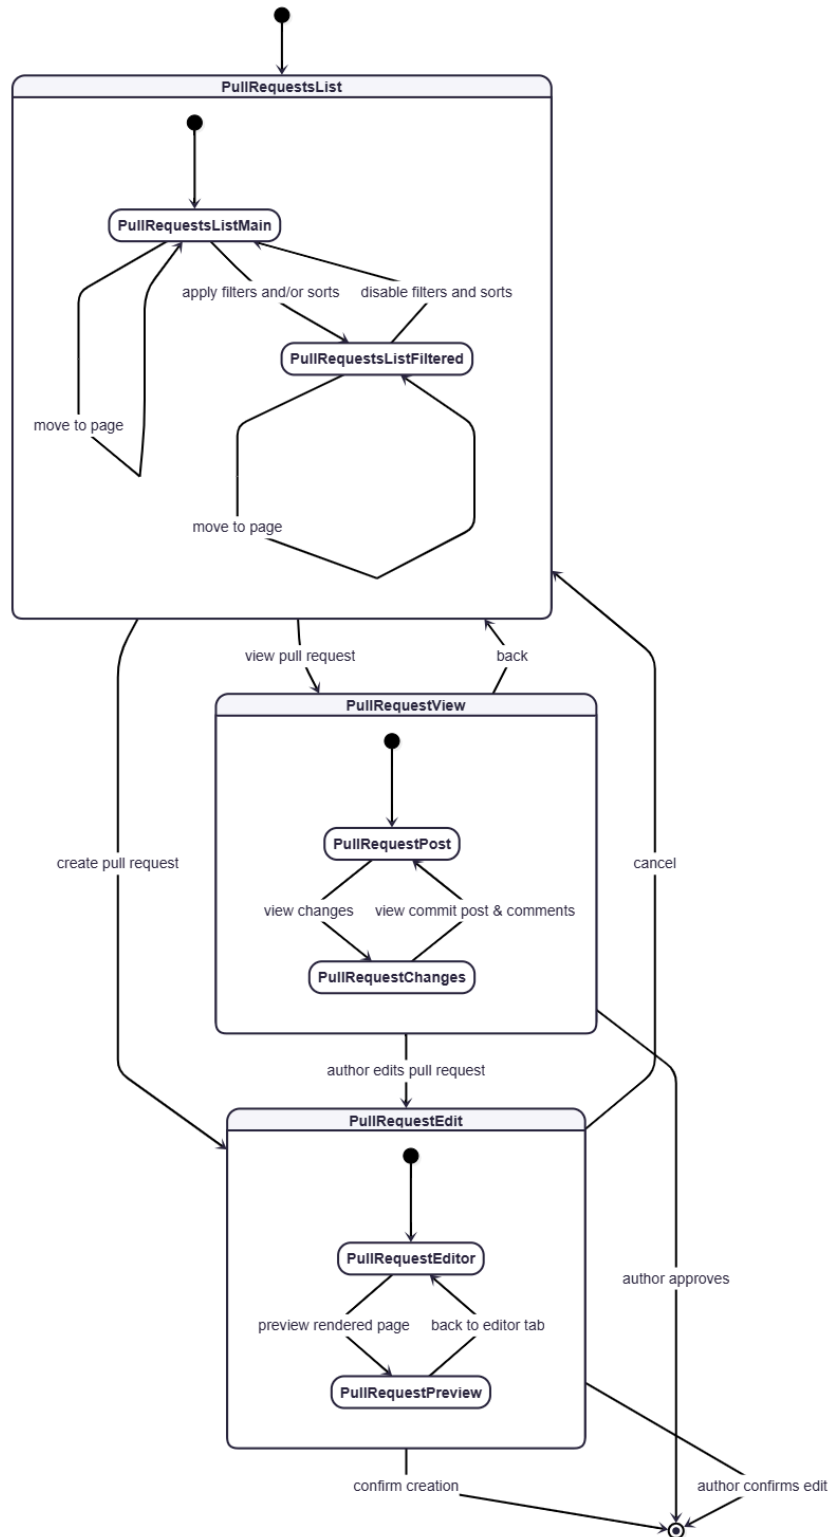 PullRequestsList
PullRequestsListMain
apply filters and/or sorts
disable filters and sorts
PullRequestsListFiltered
move to page
move to page
view pull request
back
PullRequestView
PullRequestPost
create pull request
cancel
view changes
view commit post & comments
PullRequestChanges
author edits pull request
PullRequestEdit
PullRequestEditor
author approves
preview rendered page
back to editor tab
PullRequestPreview
confirm creation
author confirms edit